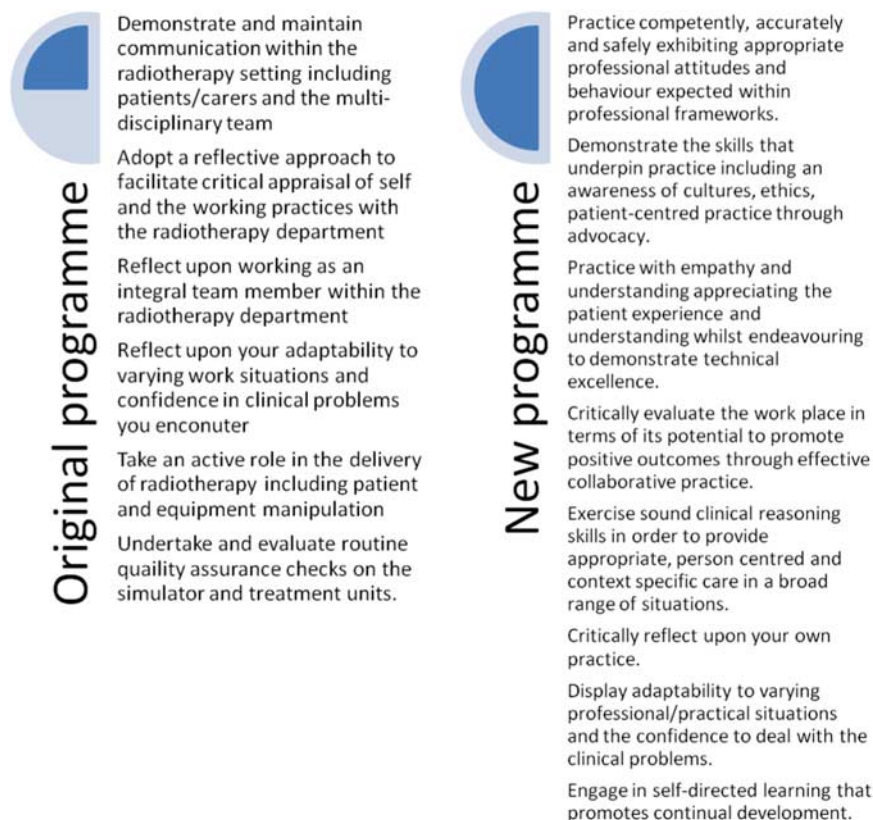 Original programme
Demonstrate and maintain
communication within the
radiotherapy setting including
patients/carers and the multi-
disciplinary team
Adopt a reflective approach to
facilitate critical appraisal of self
and the working practices with
the radiotherapy department
Reflect upon working as an
integral team member within the
radiotherapy department
Reflect upon your adaptability to
varying work situations and
confidence in clinical problems
you enconuter
Take an active role in the delivery
of radiotherapy including patient
and equipment manipulation
Undertake and evaluate routine
quaility assurance checks on the
simulator and treatment units.
New programme
Practice competently, accurately
and safely exhibiting appropriate
professional attitudes and
behaviour expected within
professional frameworks.
Demonstrate the skills that
underpin practice including an
awareness of cultures, ethics,
patient-centred practice through
advocacy.
Practice with empathy and
understanding appreciating the
patient experience and
understanding whilst endeavouring
to demonstrate technical
excellence.
Critically evaluate the work place in
terms of its potential to promote
positive outcomes through effective
collaborative practice.
Exercise sound clinical reasoning
skills in order to provide
appropriate, person centred and
context specific care in a broad
range of situations.
Critically reflect upon your own
practice.
Display adaptability to varying
professional/practical situations
and the confidence to deal with the
clinical problems.
Engage in self-directed learning that
promotes continual development.